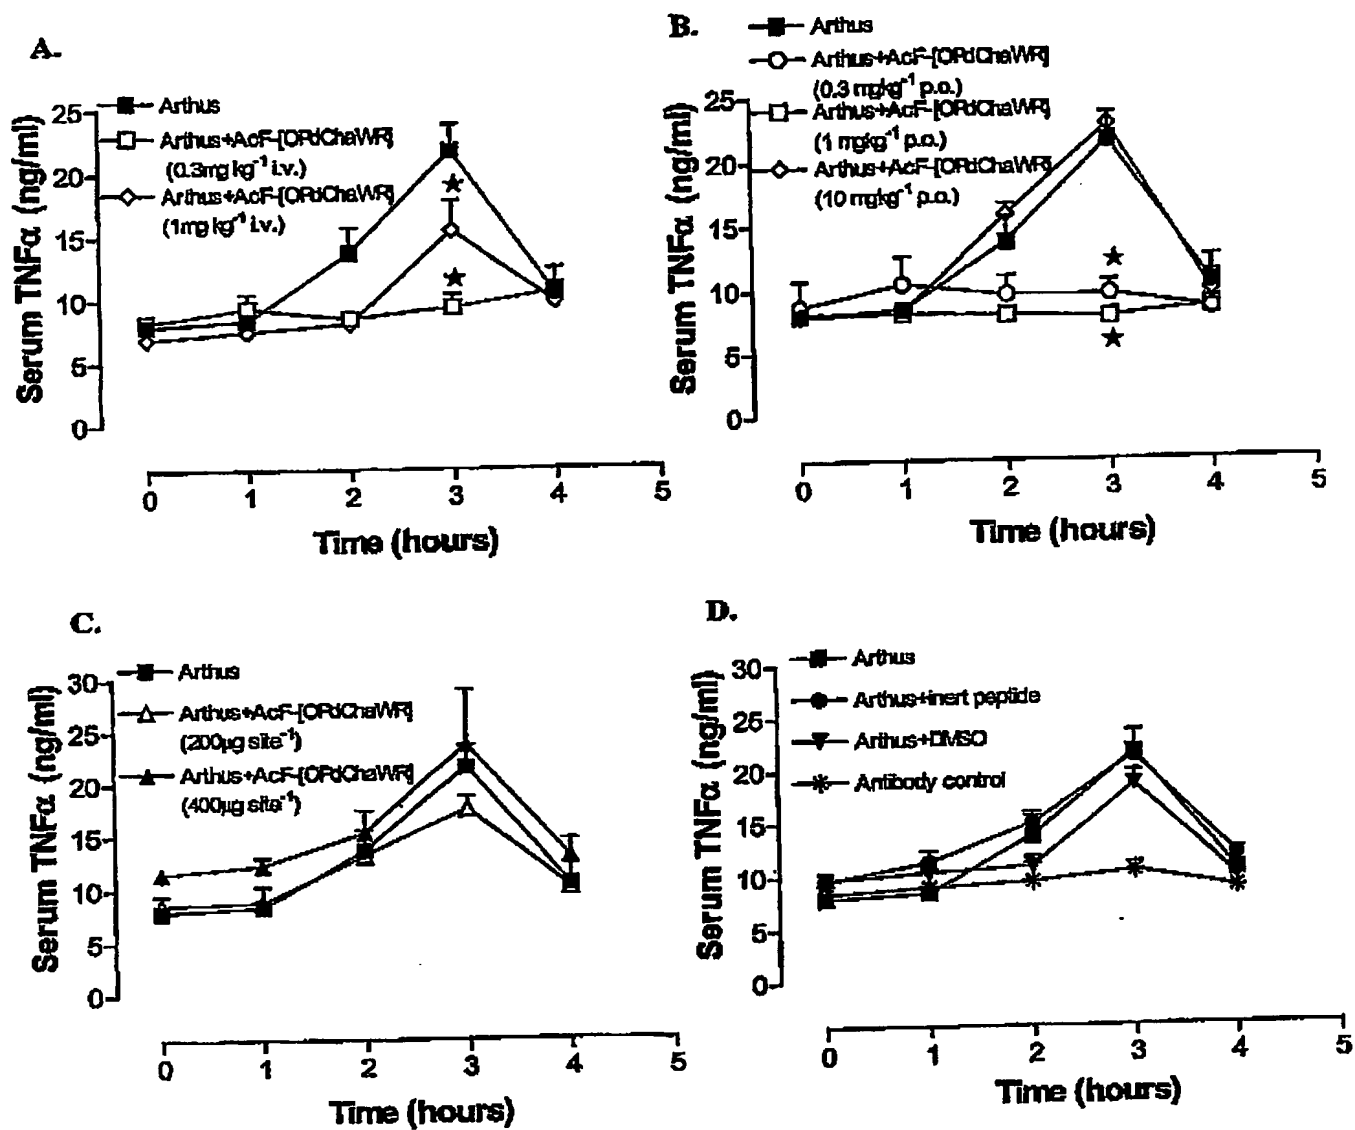 A.
Arthus
Arthus+AcF-[OPdChaWR]
(0.3mg kg⁻¹ i.v.)
Arthus+AcF-[OPdChaWR]
(1mg kg⁻¹ i.v.)
Serum TNFα (ng/ml)
25
20
15
10
5
0
0 1 2 3 4 5
Time (hours)
B.
Arthus
Arthus+AcF-[OPdChaWR]
(0.3 mgkg⁻¹ p.o.)
Arthus+AcF-[OPdChaWR]
(1 mgkg⁻¹ p.o.)
Arthus+AcF-[OPdChaWR]
(10 mgkg⁻¹ p.o.)
Serum TNFα (ng/ml)
25
20
15
10
5
0
0 1 2 3 4 5
Time (hours)
C.
Arthus
Arthus+AcF-[OPdChaWR]
(200µg site⁻¹)
Arthus+AcF-[OPdChaWR]
(400µg site⁻¹)
Serum TNFα (ng/ml)
30
25
20
15
10
5
0
0 1 2 3 4 5
Time (hours)
D.
Arthus
Arthus+inert peptide
Arthus+DMSO
Antibody control
Serum TNFα (ng/ml)
30
25
20
15
10
5
0
0 1 2 3 4 5
Time (hours)